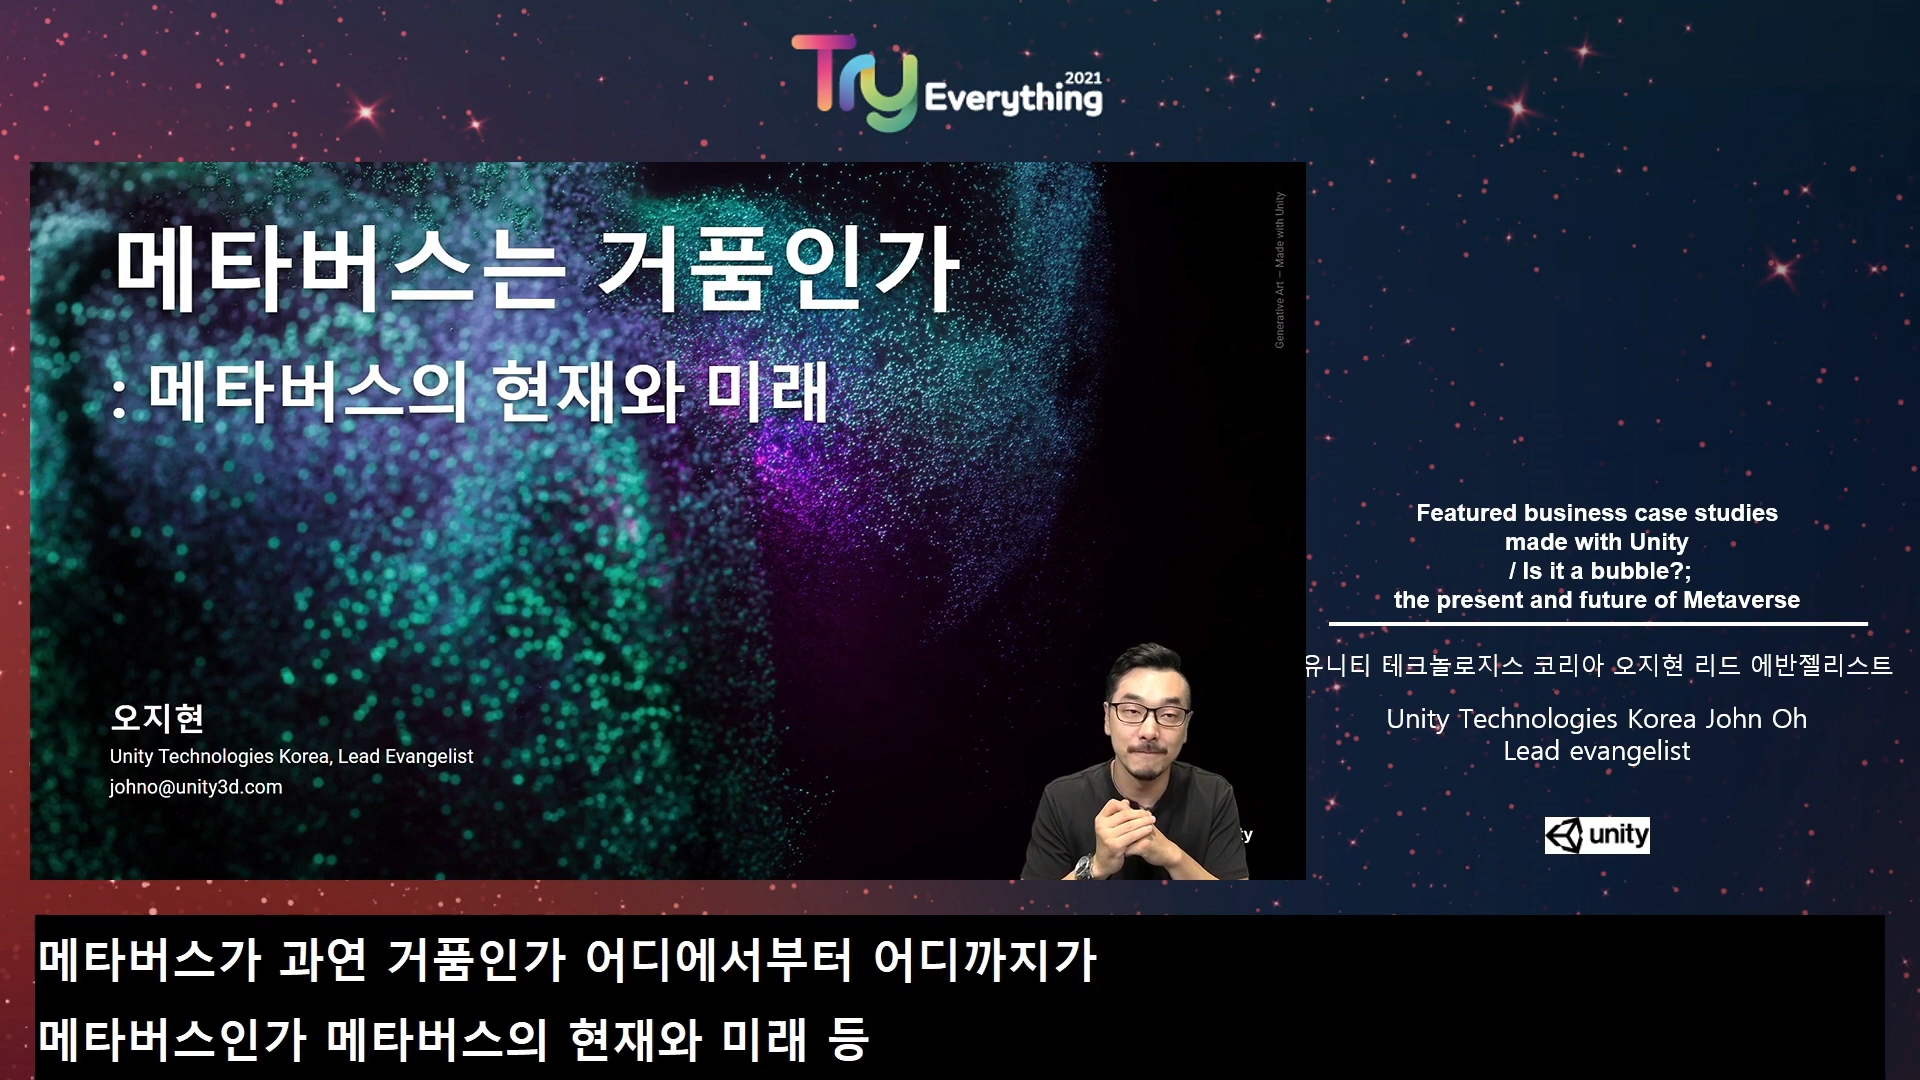 Try
2021
Everything
메타버스는 거품인가
: 메타버스의 현재와 미래
Generative Art — Made with Unity
오지현
Unity Technologies Korea, Lead Evangelist
johno@unity3d.com
ty
Featured business case studies
made with Unity
/ Is it a bubble?;
the present and future of Metaverse
유니티 테크놀로지스 코리아 오지현 리드 에반젤리스트
Unity Technologies Korea John Oh
Lead evangelist
unity
메타버스가 과연 거품인가 어디에서부터 어디까지가
메타버스인가 메타버스의 현재와 미래 등